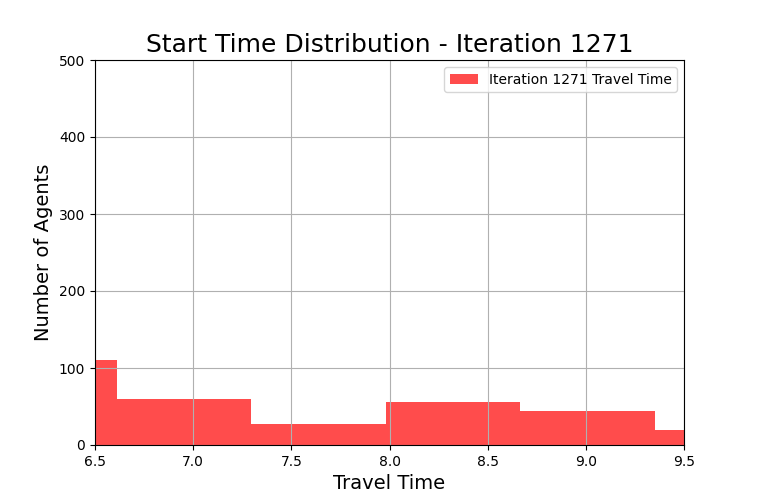 Start Time Distribution - Iteration 1271
500
Iteration 1271 Travel Time
400
300
200
100
0
Number of Agents
6.5 7.0 7.5 8.0 8.5 9.0 9.5
Travel Time